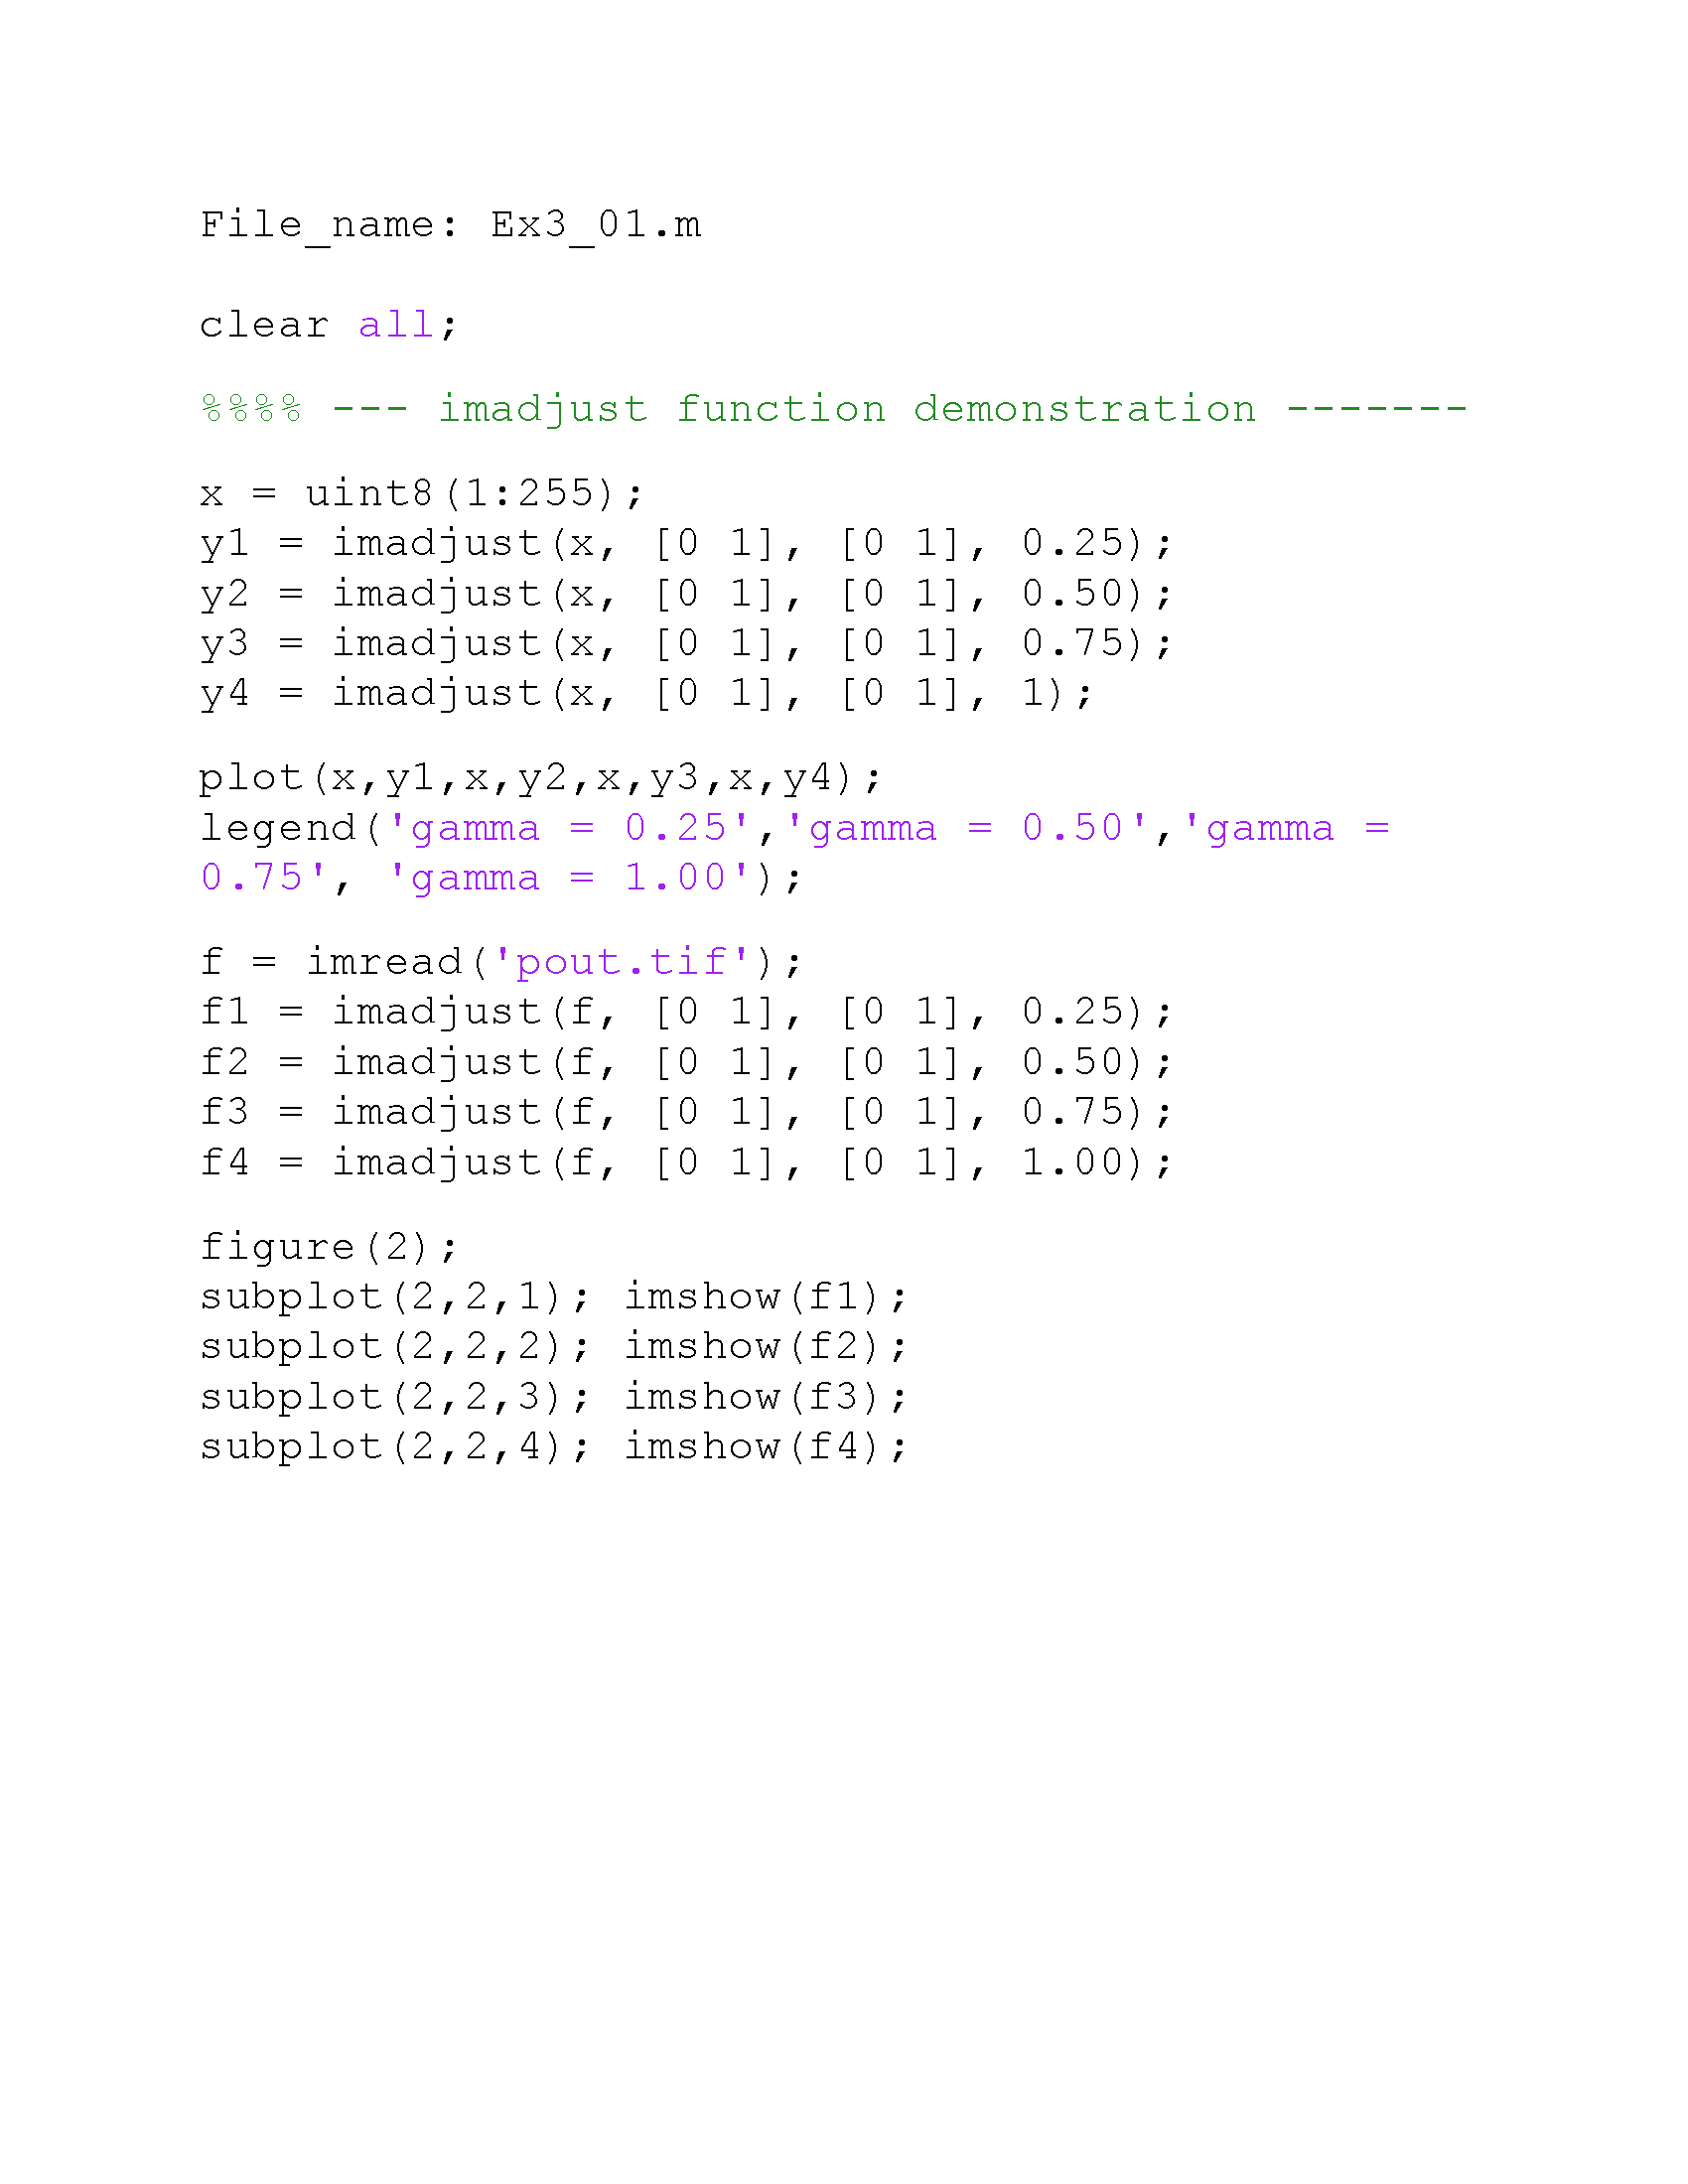 File_name: Ex3_01.m
clear all;
%%%% --- imadjust function demonstration -------
x = uint8(1:255);
y1 = imadjust(x, [0 1], [0 1], 0.25);
y2 = imadjust(x, [0 1], [0 1], 0.50);
y3 = imadjust(x, [0 1], [0 1], 0.75);
y4 = imadjust(x, [0 1], [0 1], 1);
plot(x,y1,x,y2,x,y3,x,y4);
legend('gamma = 0.25','gamma = 0.50','gamma =
0.75', 'gamma = 1.00');
f = imread('pout.tif');
f1 = imadjust(f, [0 1], [0 1], 0.25);
f2 = imadjust(f, [0 1], [0 1], 0.50);
f3 = imadjust(f, [0 1], [0 1], 0.75);
f4 = imadjust(f, [0 1], [0 1], 1.00);
figure(2);
subplot(2,2,1); imshow(f1);
subplot(2,2,2); imshow(f2);
subplot(2,2,3); imshow(f3);
subplot(2,2,4); imshow(f4);